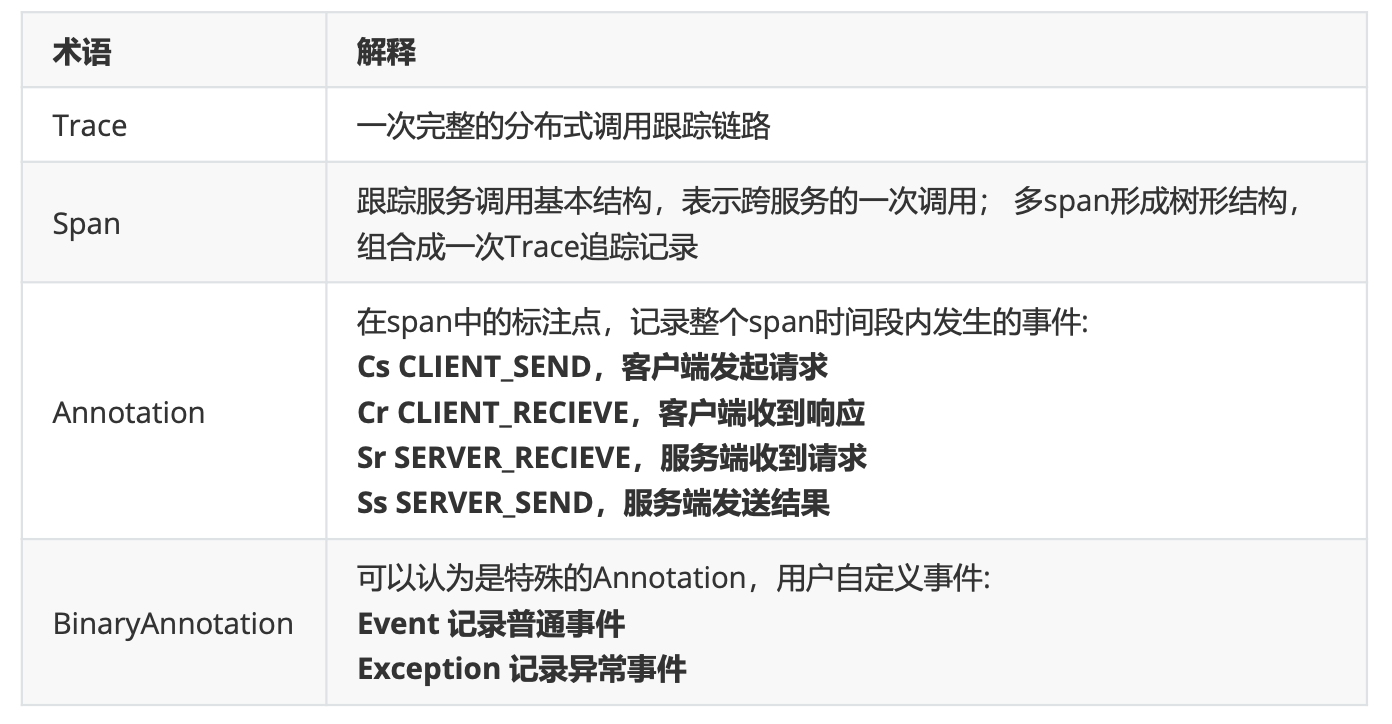 术语 解释
Trace 一次完整的分布式调用跟踪链路
Span 跟踪服务调用基本结构，表示跨服务的一次调用； 多span形成树形结构，
组合成一次Trace追踪记录
Annotation 在span中的标注点，记录整个span时间段内发生的事件:
Cs CLIENT_SEND，客户端发起请求
Cr CLIENT_RECIEVE，客户端收到响应
Sr SERVER_RECIEVE，服务端收到请求
Ss SERVER_SEND，服务端发送结果
BinaryAnnotation 可以认为是特殊的Annotation，用户自定义事件:
Event 记录普通事件
Exception 记录异常事件